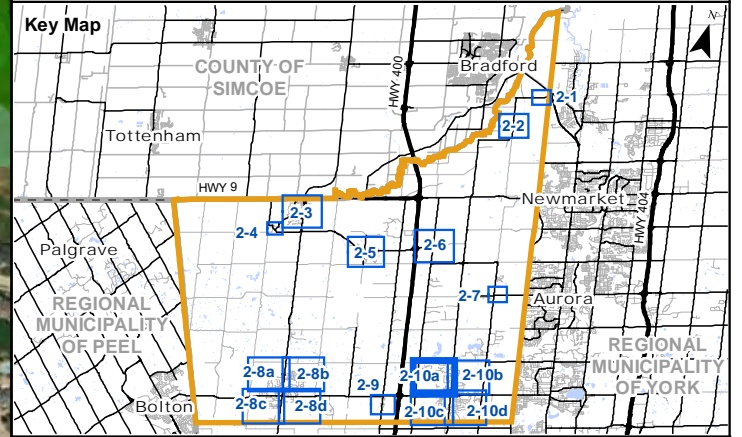 Key Map
N
COUNTY OF
SIMCOE
HWY 400
Bradford
2-1
2-2
Tottenham
HWY 9
2-3
2-4
Newmarket
HWY 404
Palgrave
2-5
2-6
2-7
Aurora
REGIONAL
MUNICIPALITY
OF PEEL
REGIONAL
MUNICIPALITY
OF YORK
2-8a
2-8b
2-10a
2-10b
Bolton
2-8c
2-8d
2-9
2-10c
2-10d